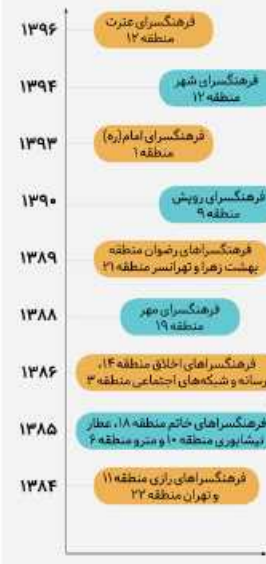 ۱۳۹۶
فرهنگسرای عترت
منطقه ۱۲
۱۳۹۴
فرهنگسرای شهر
منطقه ۱۲
۱۳۹۳
فرهنگسرای امام(ره)
منطقه ۱
۱۳۹۰
فرهنگسرای رویش
منطقه ۹
۱۳۸۹
فرهنگسراهای رضوان منطقه
بهشت زهرا و تهرانسر منطقه ۲۱
۱۳۸۸
فرهنگسرای مهر
منطقه ۱۹
۱۳۸۶
فرهنگسراهای اخلاق منطقه ۱۴،
رسانه و شبکه‌های اجتماعی منطقه ۳
۱۳۸۵
فرهنگسراهای خاتم منطقه ۱۸، عطار
نیشابوری منطقه ۱۰ و مترو منطقه ۶
۱۳۸۴
فرهنگسراهای رازی منطقه ۱۱
و تهران منطقه ۲۲